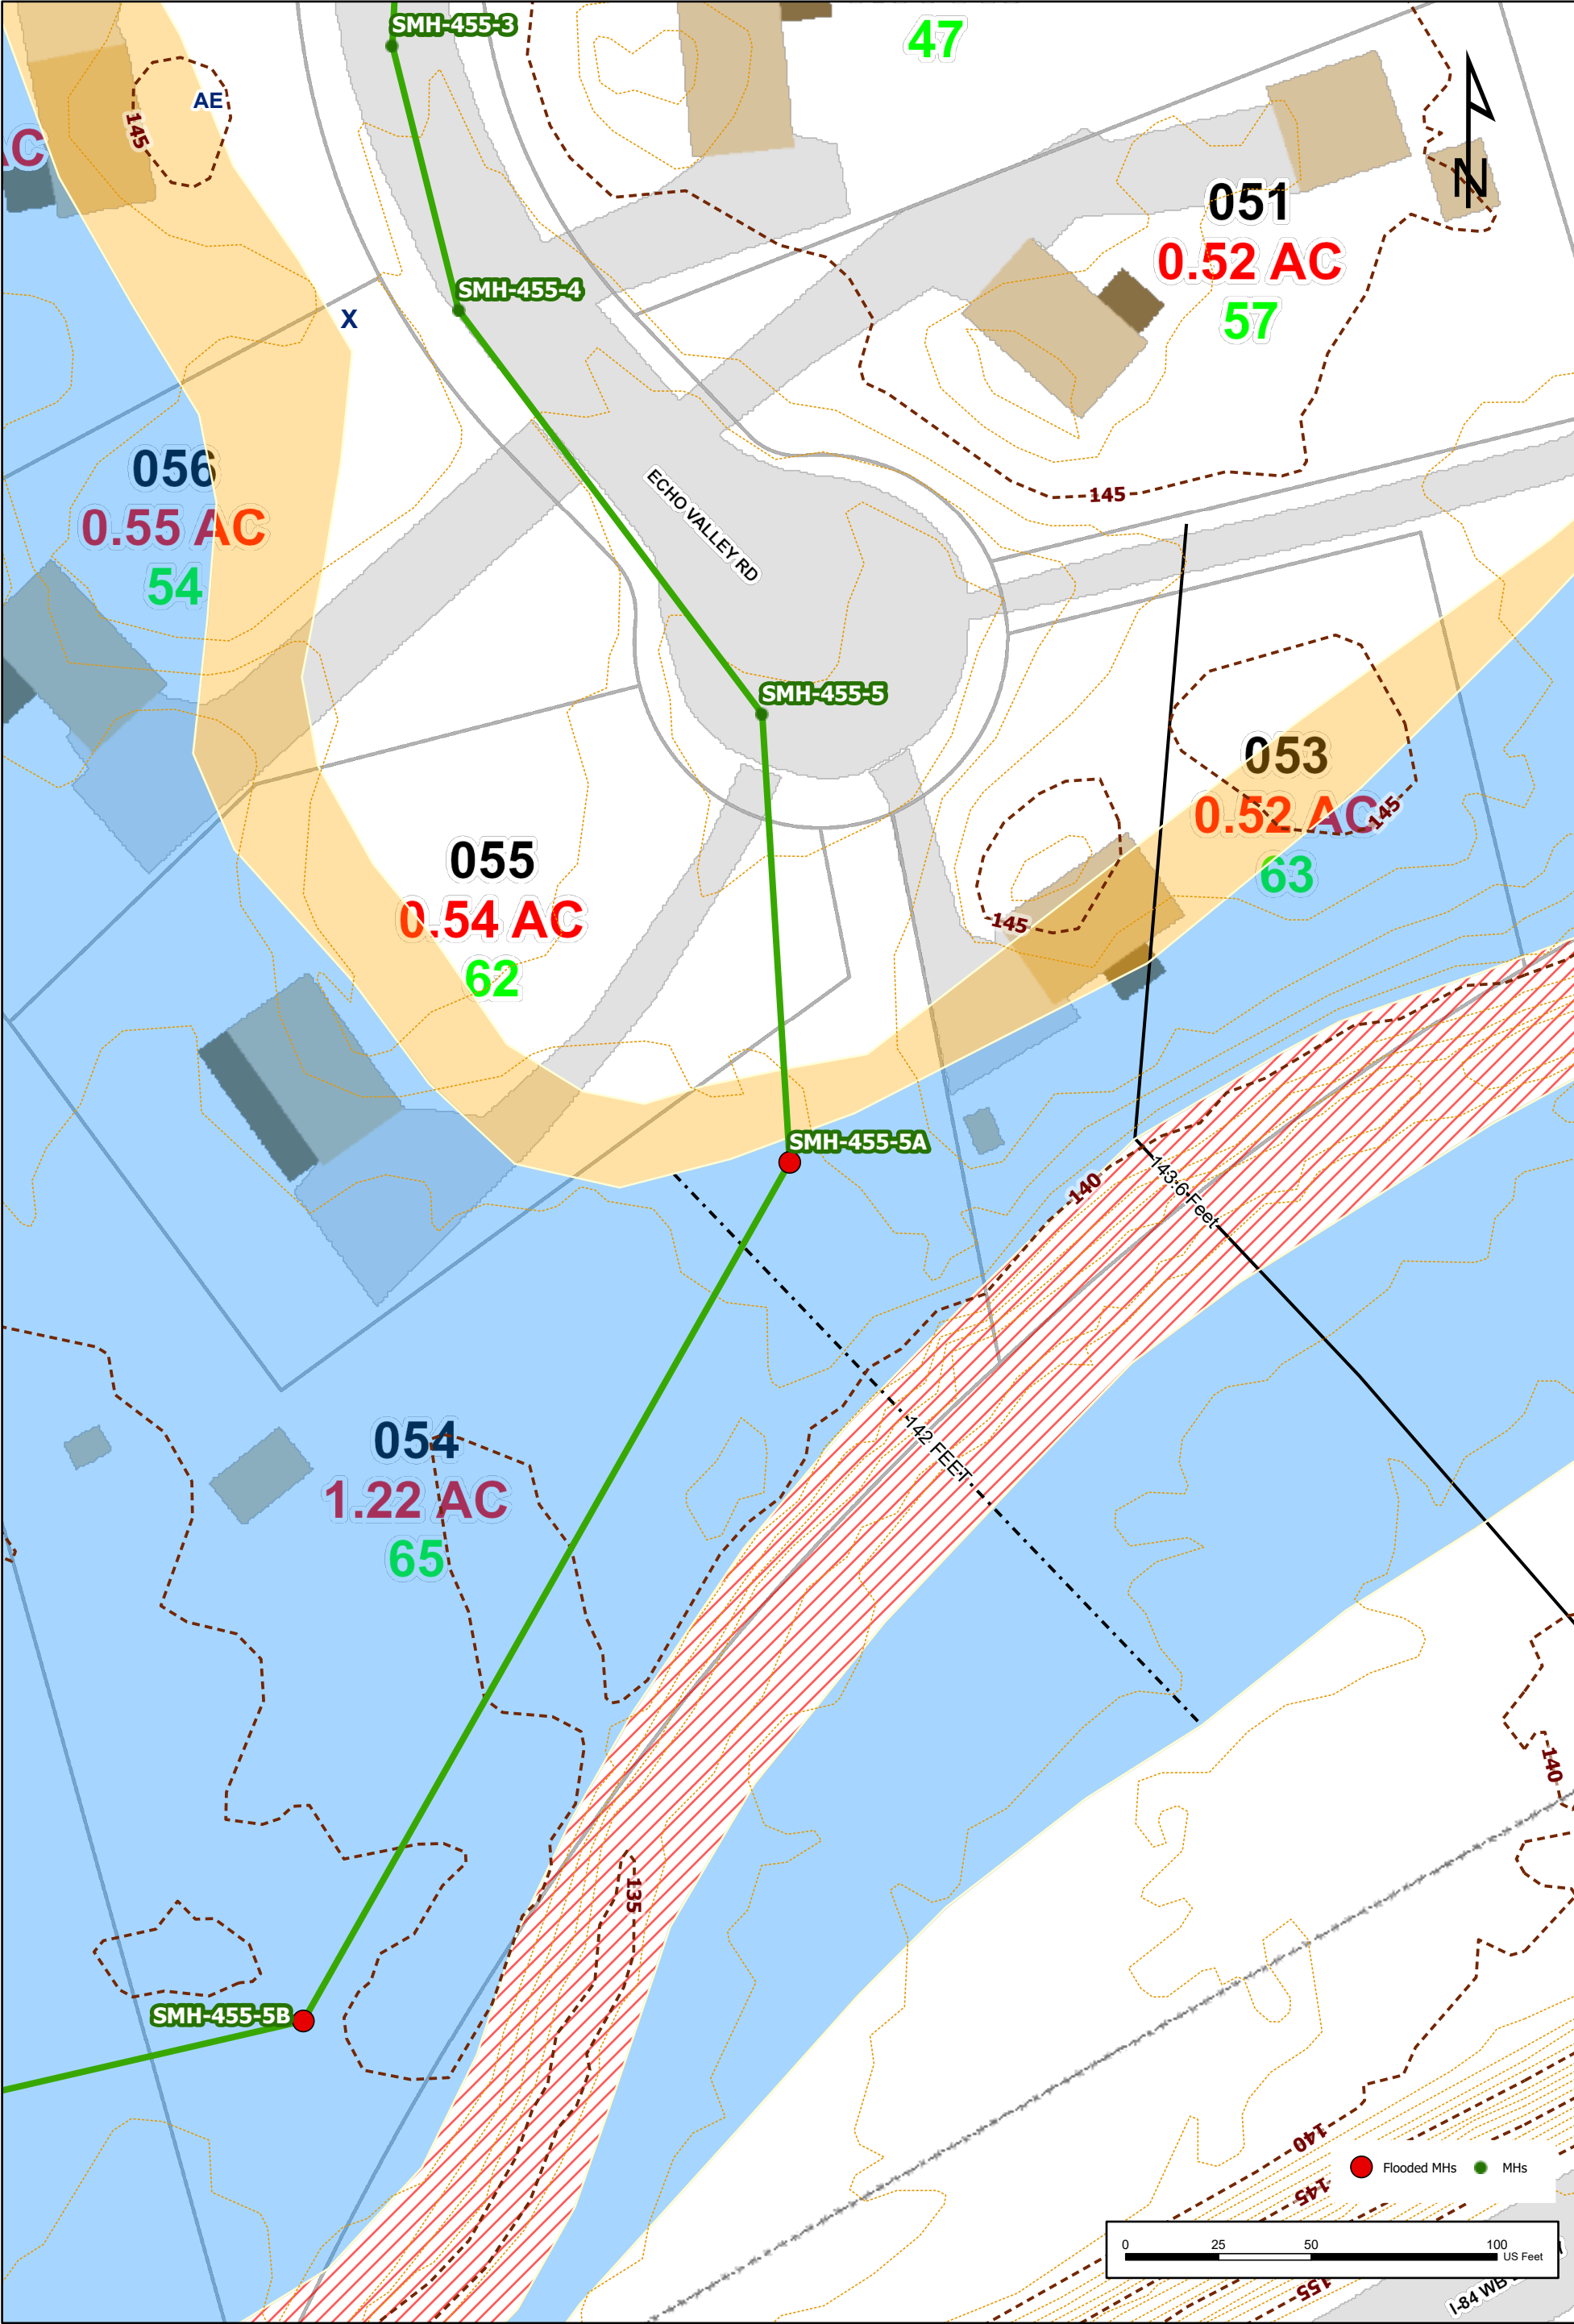 SMH-455-3
47
AE
145
AC
N
051
0.52 AC
57
SMH-455-4
X
056
0.55 AC
54
ECHO VALLEY RD
145
SMH-455-5
053
0.52 AC
63
145
055
0.54 AC
62
145
SMH-455-5A
140
143.6 Feet
142 FEET
054
1.22 AC
65
140
135
SMH-455-5B
140
145
Flooded MHs
MHs
0 25 50 100
US Feet
155
I-84 WB